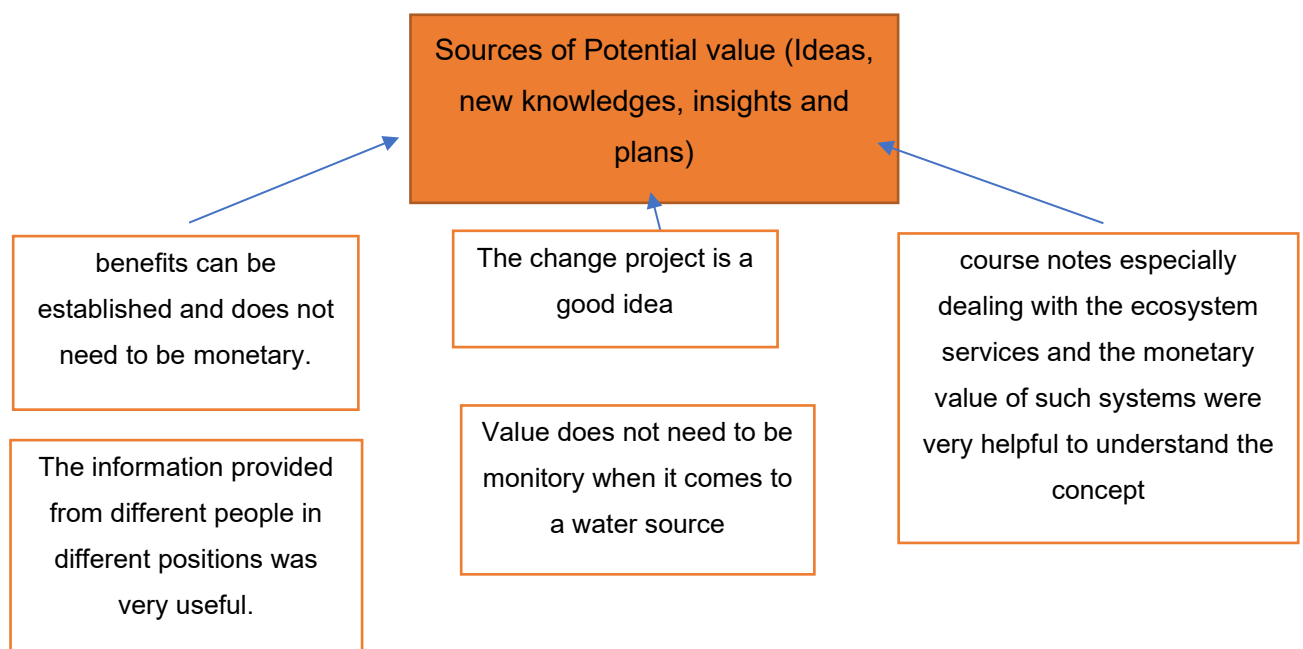 Sources of Potential value (Ideas,
new knowledges, insights and
plans)
benefits can be
established and does not
need to be monetary.
The change project is a
good idea
course notes especially
dealing with the ecosystem
services and the monetary
value of such systems were
very helpful to understand the
concept
The information provided
from different people in
different positions was
very useful.
Value does not need to be
monitory when it comes to
a water source